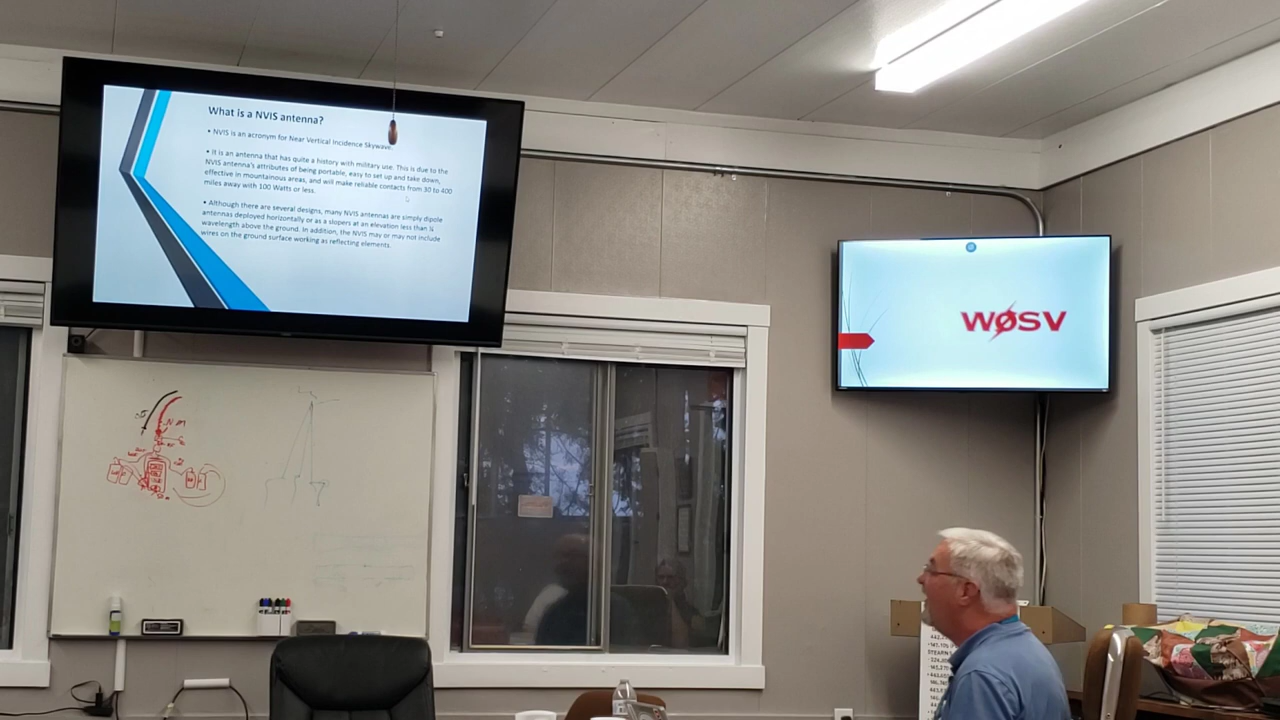 What is a NVIS antenna?
• NVIS is an acronym for Near Vertical Incidence Skywave.
• It is an antenna that has quite a history with military use. This is due to the
NVIS antenna's attributes of being portable, easy to set up and take down,
effective in mountainous areas, and will make reliable contacts from 30 to 400
miles away with 100 Watts or less.
• Although there are several designs, many NVIS antennas are simply dipole
antennas deployed horizontally or as a slopers at an elevation less than ¼
wavelength above the ground. In addition, the NVIS may or may not include
wires on the ground surface working as reflecting elements.
WØSV
STEARN